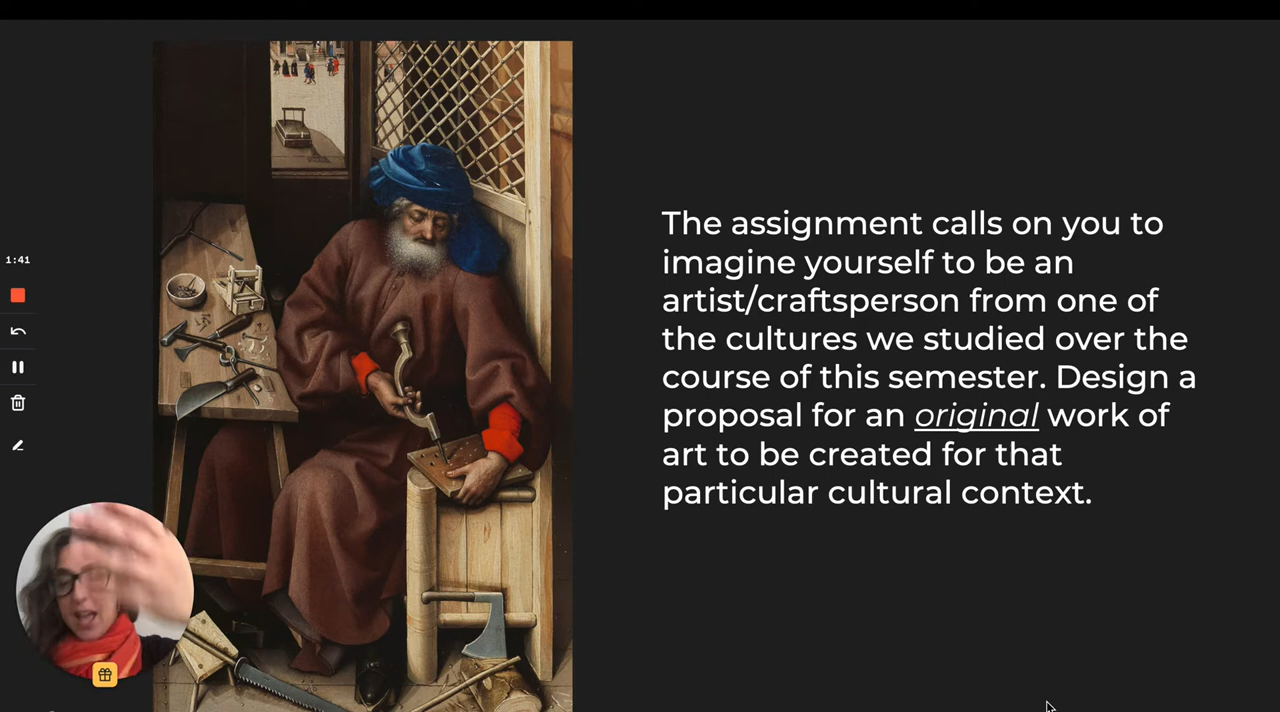 1:41
The assignment calls on you to
imagine yourself to be an
artist/craftsperson from one of
the cultures we studied over the
course of this semester. Design a
proposal for an original work of
art to be created for that
particular cultural context.